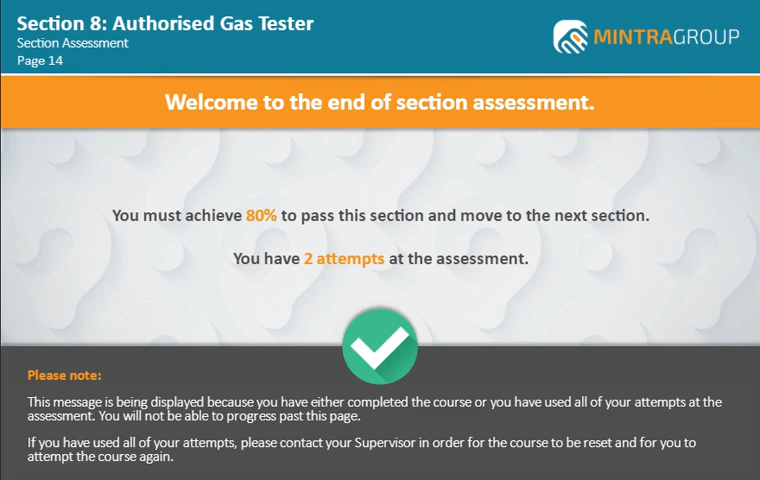 Section 8: Authorised Gas Tester
Section Assessment
Page 14
MINTRAGROUP
Welcome to the end of section assessment.
You must achieve 80% to pass this section and move to the next section.
You have 2 attempts at the assessment.
Please note:
This message is being displayed because you have either completed the course or you have used all of your attempts at the
assessment. You will not be able to progress past this page.
If you have used all of your attempts, please contact your Supervisor in order for the course to be reset and for you to
attempt the course again.